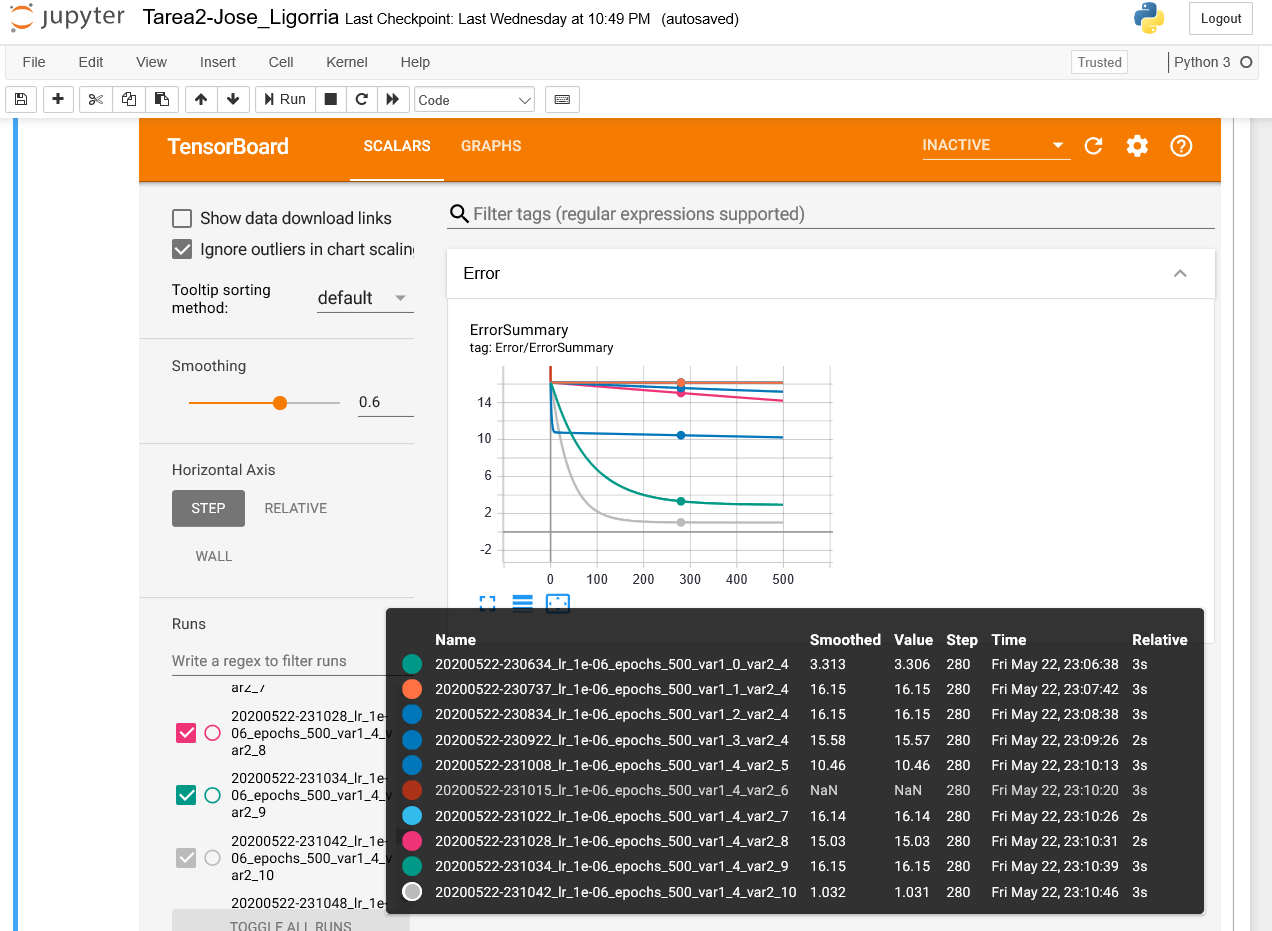 jupyter Tarea2-Jose_Ligorria Last Checkpoint: Last Wednesday at 10:49 PM (autosaved)
Logout
File Edit View Insert Cell Kernel Help
Trusted Python 3
Run Code
TensorBoard SCALARS GRAPHS INACTIVE
Show data download links
Ignore outliers in chart scaling
Tooltip sorting
method:
default
Smoothing
0.6
Horizontal Axis
STEP RELATIVE
WALL
Runs
Write a regex to filter runs
ar2_7
20200522-231028_lr_1e-
06_epochs_500_var1_4_v
ar2_8
20200522-231034_lr_1e-
06_epochs_500_var1_4_v
ar2_9
20200522-231042_lr_1e-
06_epochs_500_var1_4_v
ar2_10
20200522-231048_lr_1e-
TOGGLE ALL RUNS
Filter tags (regular expressions supported)
Error
ErrorSummary
tag: Error/ErrorSummary
14
10
6
2
-2
0 100 200 300 400 500
Name Smoothed Value Step Time Relative
20200522-230634_lr_1e-06_epochs_500_var1_0_var2_4 3.313 3.306 280 Fri May 22, 23:06:38 3s
20200522-230737_lr_1e-06_epochs_500_var1_1_var2_4 16.15 16.15 280 Fri May 22, 23:07:42 3s
20200522-230834_lr_1e-06_epochs_500_var1_2_var2_4 16.15 16.15 280 Fri May 22, 23:08:38 3s
20200522-230922_lr_1e-06_epochs_500_var1_3_var2_4 15.58 15.57 280 Fri May 22, 23:09:26 2s
20200522-231008_lr_1e-06_epochs_500_var1_4_var2_5 10.46 10.46 280 Fri May 22, 23:10:13 3s
20200522-231015_lr_1e-06_epochs_500_var1_4_var2_6 NaN NaN 280 Fri May 22, 23:10:20 3s
20200522-231022_lr_1e-06_epochs_500_var1_4_var2_7 16.14 16.14 280 Fri May 22, 23:10:26 2s
20200522-231028_lr_1e-06_epochs_500_var1_4_var2_8 15.03 15.03 280 Fri May 22, 23:10:31 2s
20200522-231034_lr_1e-06_epochs_500_var1_4_var2_9 16.15 16.15 280 Fri May 22, 23:10:39 3s
20200522-231042_lr_1e-06_epochs_500_var1_4_var2_10 1.032 1.031 280 Fri May 22, 23:10:46 3s